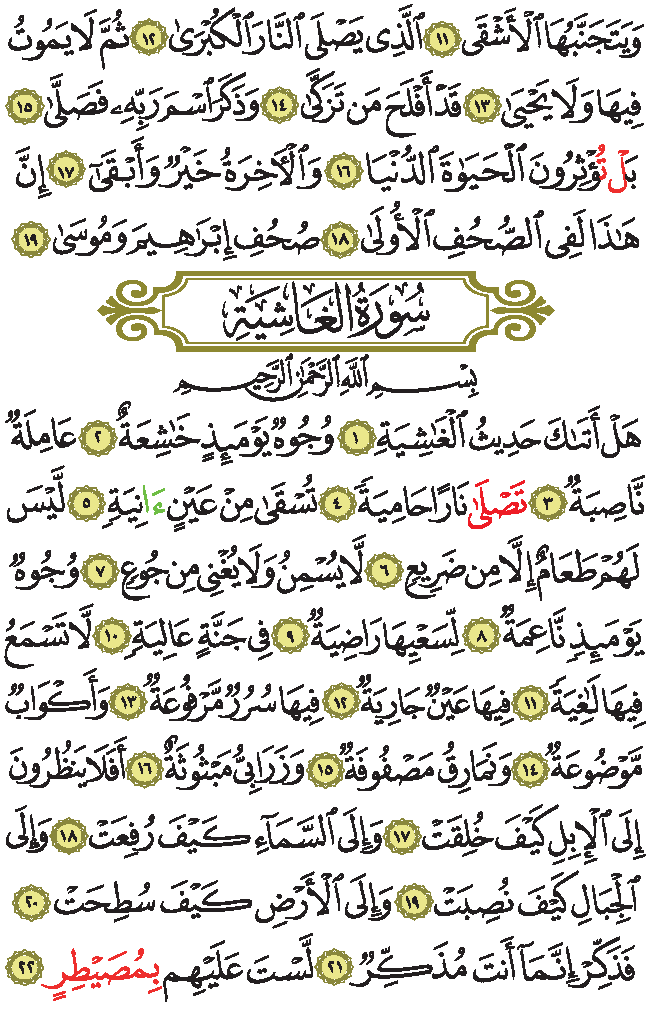 وَيَتَجَنَّبُهَا ٱلْأَشْقَى ١١ ٱلَّذِى يَصْلَى ٱلنَّارَ ٱلْكُبْرَىٰ ١٢ ثُمَّ لَا يَمُوتُ
فِيهَا وَلَا يَحْيَىٰ ١٣ قَدْ أَفْلَحَ مَن تَزَكَّىٰ ١٤ وَذَكَرَ ٱسْمَ رَبِّهِۦ فَصَلَّىٰ ١٥
بَلْ تُؤْثِرُونَ ٱلْحَيَوٰةَ ٱلدُّنْيَا ١٦ وَٱلْأَخِرَةُ خَيْرٌ وَأَبْقَىٰٓ ١٧ إِنَّ
هَٰذَا لَفِى ٱلصُّحُفِ ٱلْأُولَىٰ ١٨ صُحُفِ إِبْرَٰهِيمَ وَمُوسَىٰ ١٩
سُورَةُ الْغَاشِيَةِ
بِسْمِ ٱللَّهِ ٱلرَّحْمَٰنِ ٱلرَّحِيمِ
هَلْ أَتَىٰكَ حَدِيثُ ٱلْغَٰشِيَةِ ١ وُجُوهٌ يَوْمَئِذٍ خَٰشِعَةٌ ٢ عَامِلَةٌ
نَّاصِبَةٌ ٣ تَصْلَىٰ نَارًا حَامِيَةً ٤ تُسْقَىٰ مِنْ عَيْنٍ ءَانِيَةٍ ٥ لَّيْسَ
لَهُمْ طَعَامٌ إِلَّا مِن ضَرِيعٍ ٦ لَّا يُسْمِنُ وَلَا يُغْنِى مِن جُوعٍ ٧ وُجُوهٌ
يَوْمَئِذٍ نَّاعِمَةٌ ٨ لِّسَعْيِهَا رَاضِيَةٌ ٩ فِى جَنَّةٍ عَالِيَةٍ ١٠ لَّا تَسْمَعُ
فِيهَا لَٰغِيَةً ١١ فِيهَا عَيْنٌ جَارِيَةٌ ١٢ فِيهَا سُرُرٌ مَّرْفُوعَةٌ ١٣ وَأَكْوَابٌ
مَّوْضُوعَةٌ ١٤ وَنَمَارِقُ مَصْفُوفَةٌ ١٥ وَزَرَابِىُّ مَبْثُوثَةٌ ١٦ أَفَلَا يَنظُرُونَ
إِلَى ٱلْإِبِلِ كَيْفَ خُلِقَتْ ١٧ وَإِلَى ٱلسَّمَآءِ كَيْفَ رُفِعَتْ ١٨ وَإِلَى
ٱلْجِبَالِ كَيْفَ نُصِبَتْ ١٩ وَإِلَى ٱلْأَرْضِ كَيْفَ سُطِحَتْ ٢٠
فَذَكِّرْ إِنَّمَآ أَنتَ مُذَكِّرٌ ٢١ لَّسْتَ عَلَيْهِم بِمُصَيْطِرٍ ٢٢